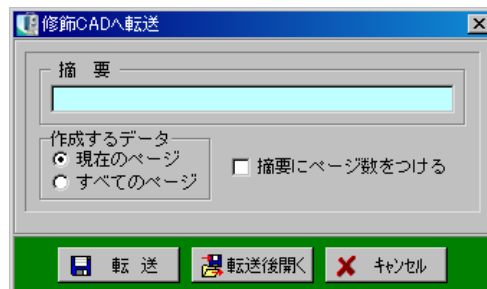 修飾CADへ転送
摘 要
作成するデータ
現在のページ
すべてのページ
摘要にページ数をつける
転 送
転送後開く
ｷｬﾝｾﾙ